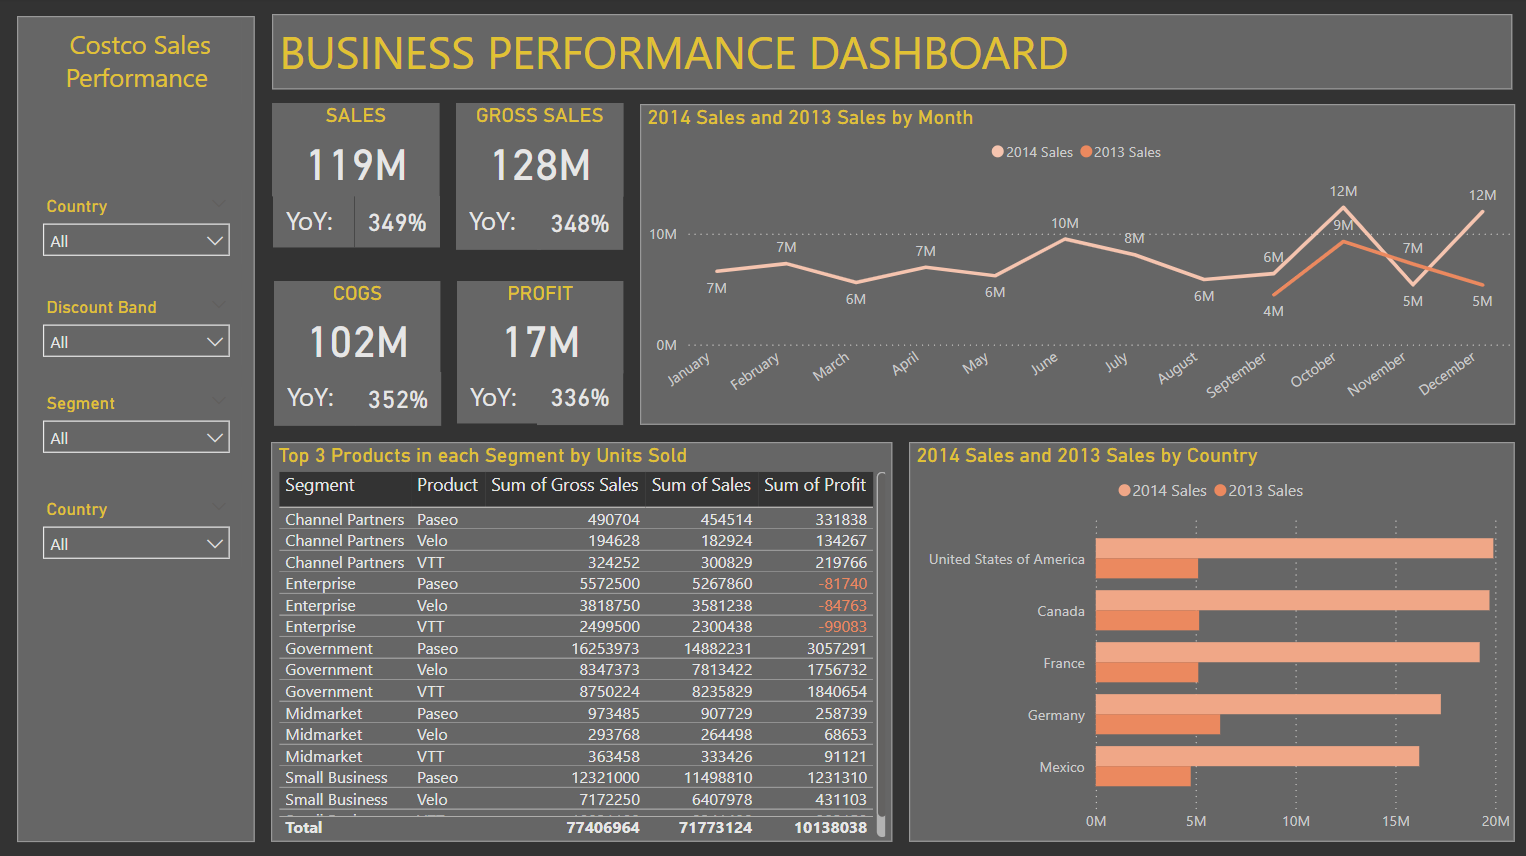 Costco Sales
Performance
Country
All
Discount Band
All
Segment
All
Country
All
BUSINESS PERFORMANCE DASHBOARD
SALES
119M
YoY: 349%
GROSS SALES
128M
YoY: 348%
COGS
102M
YoY: 352%
PROFIT
17M
YoY: 336%
2014 Sales and 2013 Sales by Month
2014 Sales 2013 Sales
10M
0M
7M
7M
6M
7M
6M
10M
8M
6M
6M
4M
12M
9M
7M
5M
12M
5M
January February March April May June July August September October November December
Top 3 Products in each Segment by Units Sold
Segment Product Sum of Gross Sales Sum of Sales Sum of Profit
Channel Partners Paseo 490704 454514 331838
Channel Partners Velo 194628 182924 134267
Channel Partners VTT 324252 300829 219766
Enterprise Paseo 5572500 5267860 -81740
Enterprise Velo 3818750 3581238 -84763
Enterprise VTT 2499500 2300438 -99083
Government Paseo 16253973 14882231 3057291
Government Velo 8347373 7813422 1756732
Government VTT 8750224 8235829 1840654
Midmarket Paseo 973485 907729 258739
Midmarket Velo 293768 264498 68653
Midmarket VTT 363458 333426 91121
Small Business Paseo 12321000 11498810 1231310
Small Business Velo 7172250 6407978 431103
Total 77406964 71773124 10138038
2014 Sales and 2013 Sales by Country
2014 Sales 2013 Sales
United States of America
Canada
France
Germany
Mexico
0M 5M 10M 15M 20M